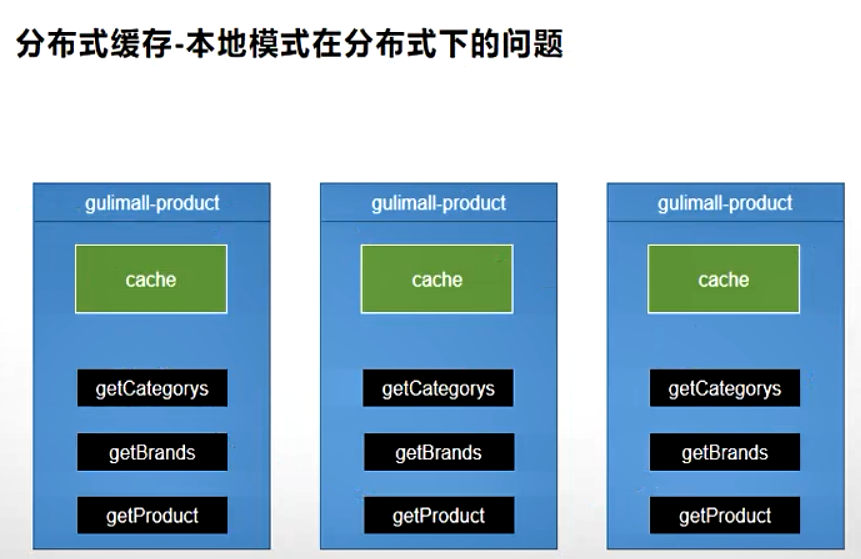 分布式缓存-本地模式在分布式下的问题
gulimall-product
cache
getCategorys
getBrands
getProduct
gulimall-product
cache
getCategorys
getBrands
getProduct
gulimall-product
cache
getCategorys
getBrands
getProduct